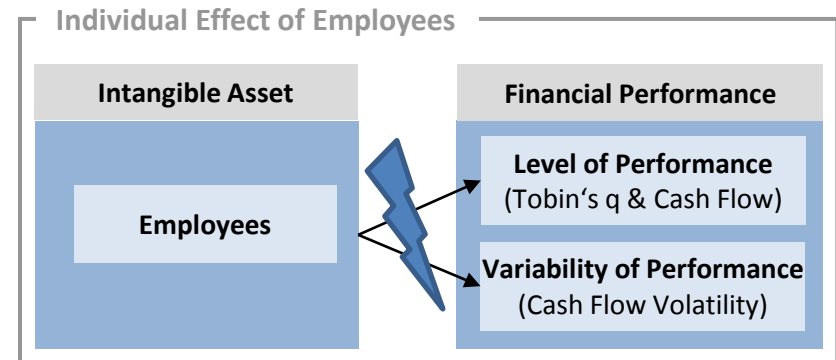 Individual Effect of Employees
Intangible Asset
Financial Performance
Employees
Level of Performance
(Tobin‘s q & Cash Flow)
Variability of Performance
(Cash Flow Volatility)